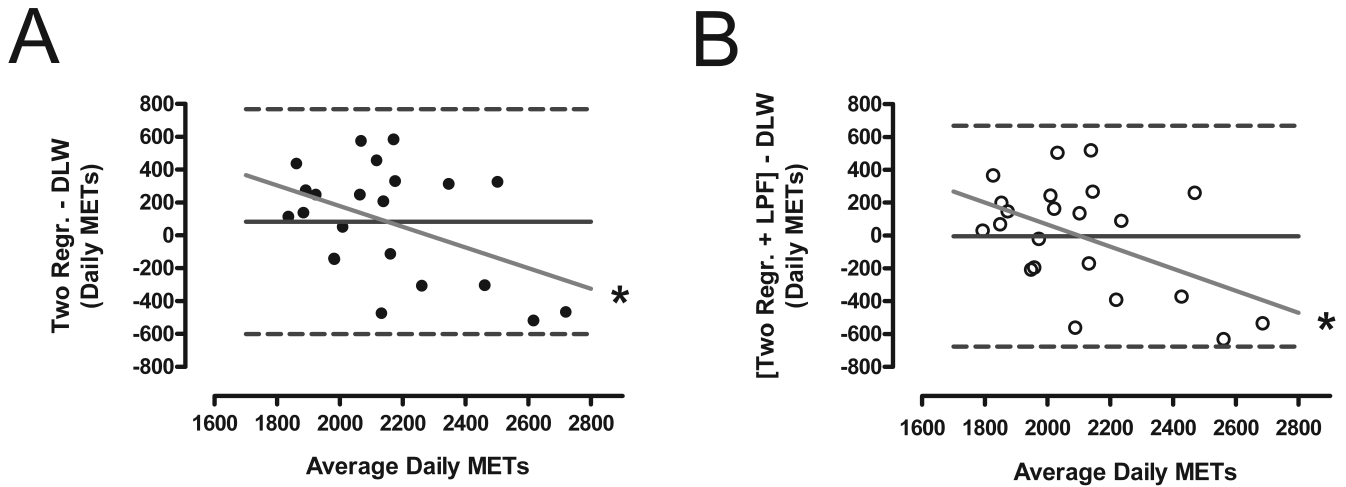 A
Two Regr. - DLW
(Daily METs)
800
600
400
200
0
-200
-400
-600
-800
*
1600 1800 2000 2200 2400 2600 2800
Average Daily METs
B
[Two Regr. + LPF] - DLW
(Daily METs)
800
600
400
200
0
-200
-400
-600
-800
*
1600 1800 2000 2200 2400 2600 2800
Average Daily METs